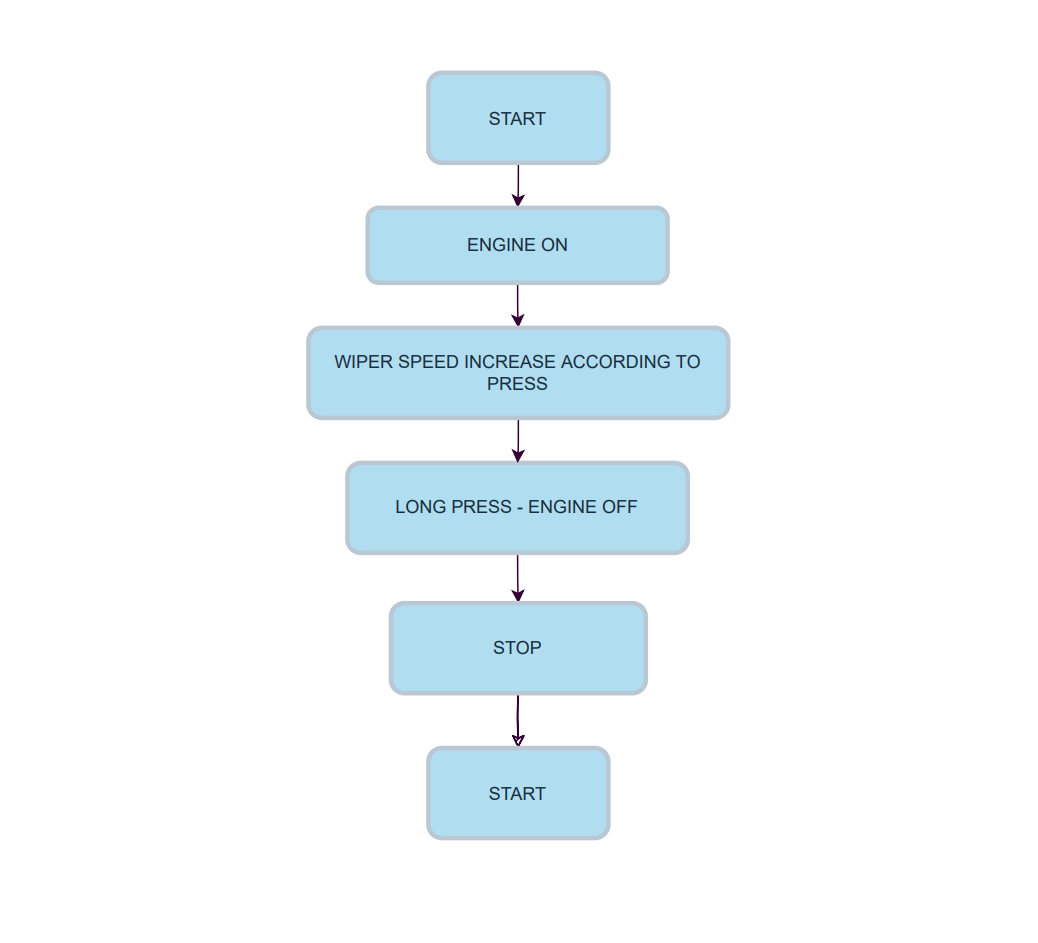 START
ENGINE ON
WIPER SPEED INCREASE ACCORDING TO
PRESS
LONG PRESS - ENGINE OFF
STOP
START